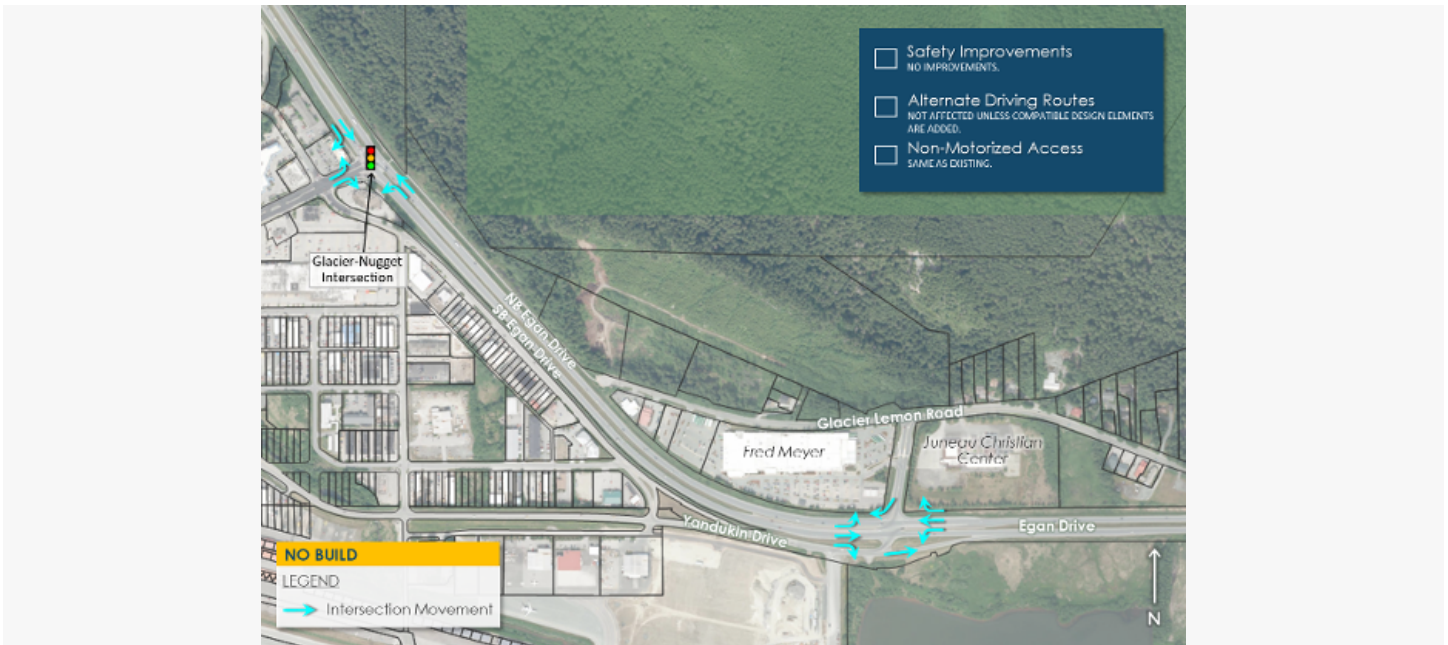 Safety Improvements
NO IMPROVEMENTS.
Alternate Driving Routes
NOT AFFECTED UNLESS COMPATIBLE DESIGN ELEMENTS
ARE ADDED.
Non-Motorized Access
SAME AS EXISTING.
Glacier-Nugget
Intersection
NB Egan Drive
SB Egan Drive
Glacier Lemon Road
Fred Meyer
Juneau Christian
Center
Yandukin Drive
Egan Drive
NO BUILD
LEGEND
Intersection Movement
N